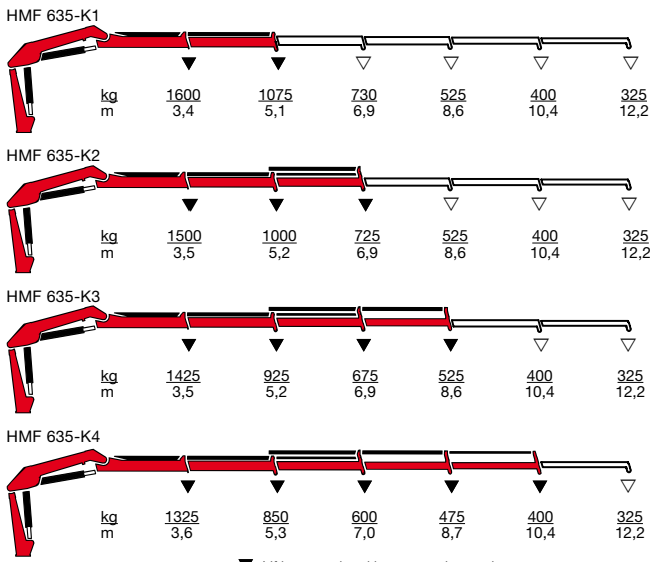 HMF 635-K1
kg 1600 1075 730 525 400 325
m 3,4 5,1 6,9 8,6 10,4 12,2
HMF 635-K2
kg 1500 1000 725 525 400 325
m 3,5 5,2 6,9 8,6 10,4 12,2
HMF 635-K3
kg 1425 925 675 525 400 325
m 3,5 5,2 6,9 8,6 10,4 12,2
HMF 635-K4
kg 1325 850 600 475 400 325
m 3,6 5,3 7,0 8,7 10,4 12,2